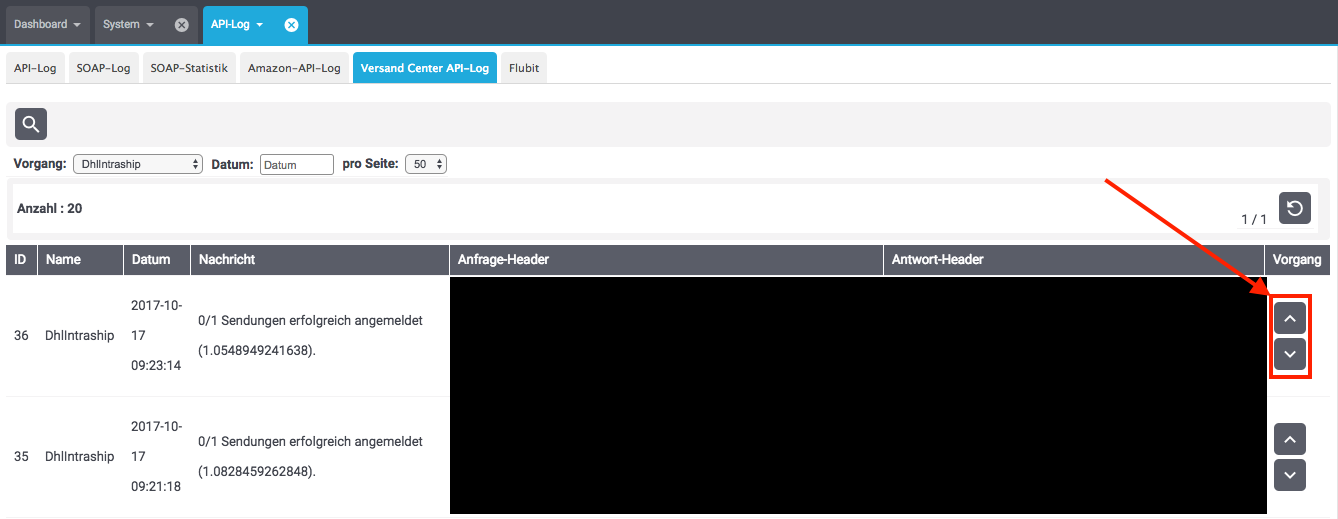 Dashboard System API-Log
API-Log SOAP-Log SOAP-Statistik Amazon-API-Log Versand Center API-Log Flubit
Vorgang: DhlIntraship Datum: Datum pro Seite: 50
Anzahl : 20
1 / 1
ID Name Datum Nachricht Anfrage-Header Antwort-Header Vorgang
36 DhlIntraship 2017-10-
17
09:23:14 0/1 Sendungen erfolgreich angemeldet
(1.0548949241638).
35 DhlIntraship 2017-10-
17
09:21:18 0/1 Sendungen erfolgreich angemeldet
(1.0828459262848).